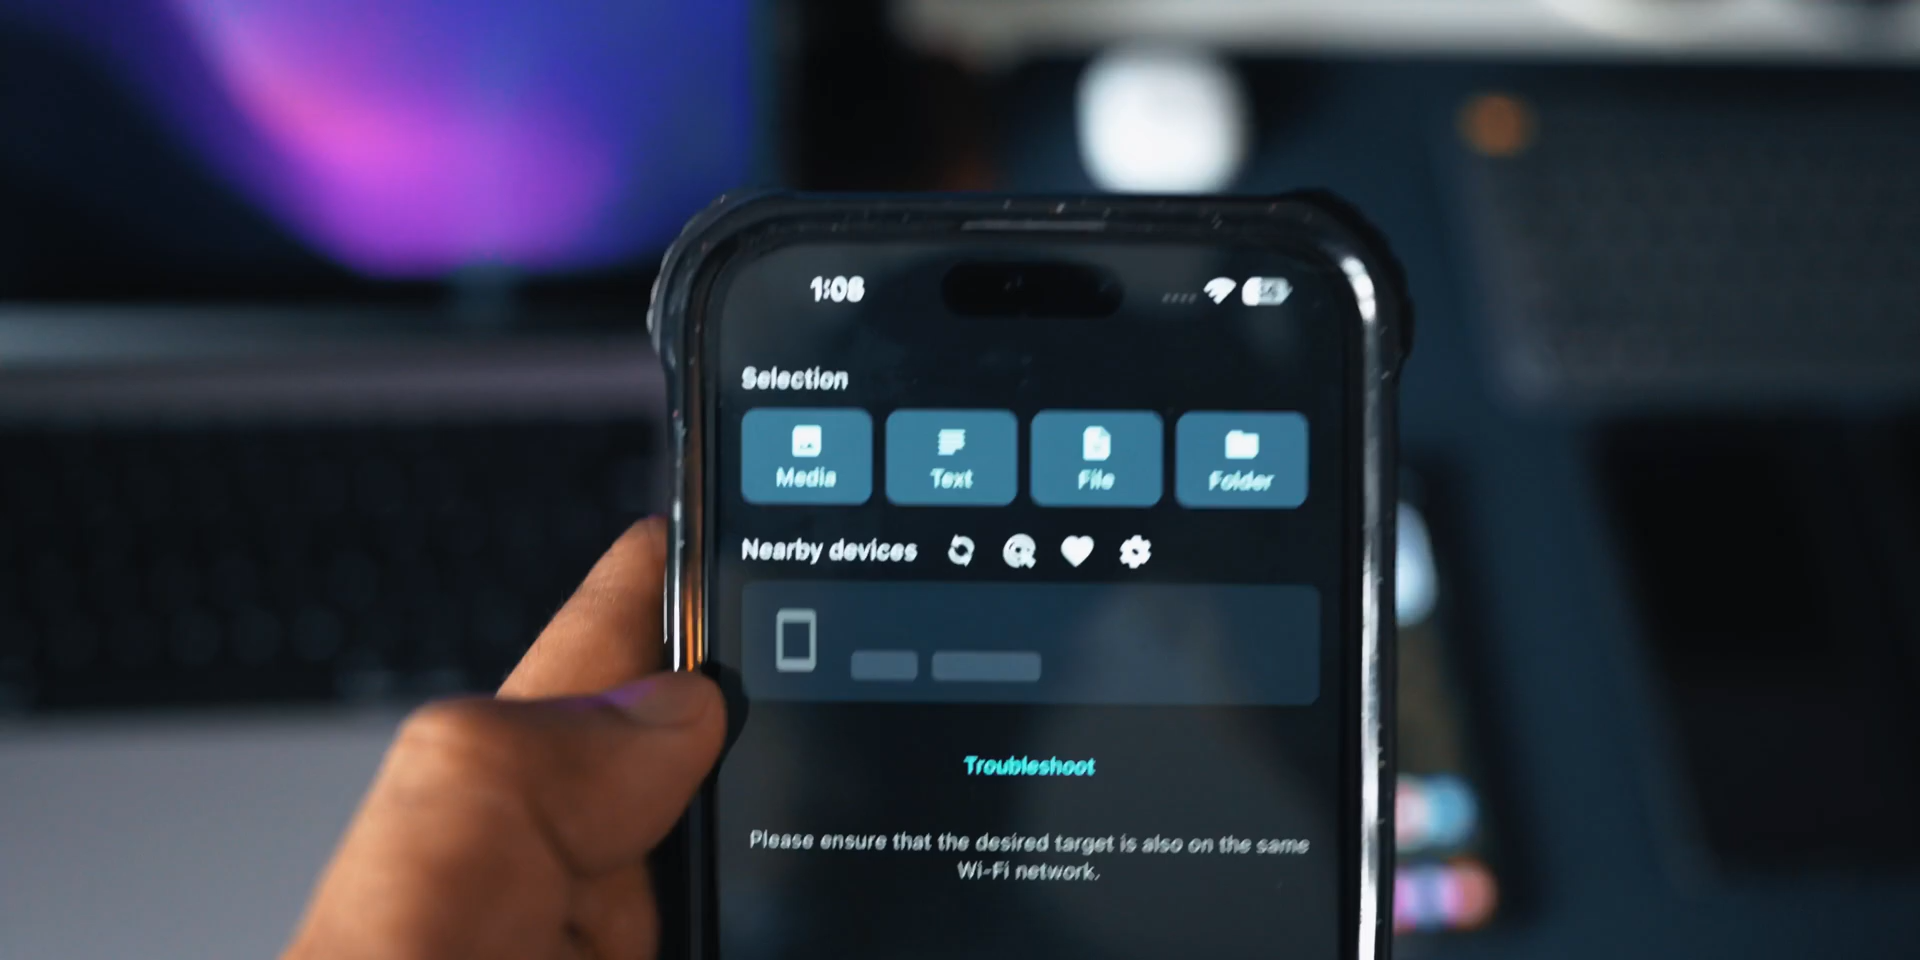 1:08
Selection
Media Text File Folder
Nearby devices
Troubleshoot
Please ensure that the desired target is also on the same
Wi-Fi network.